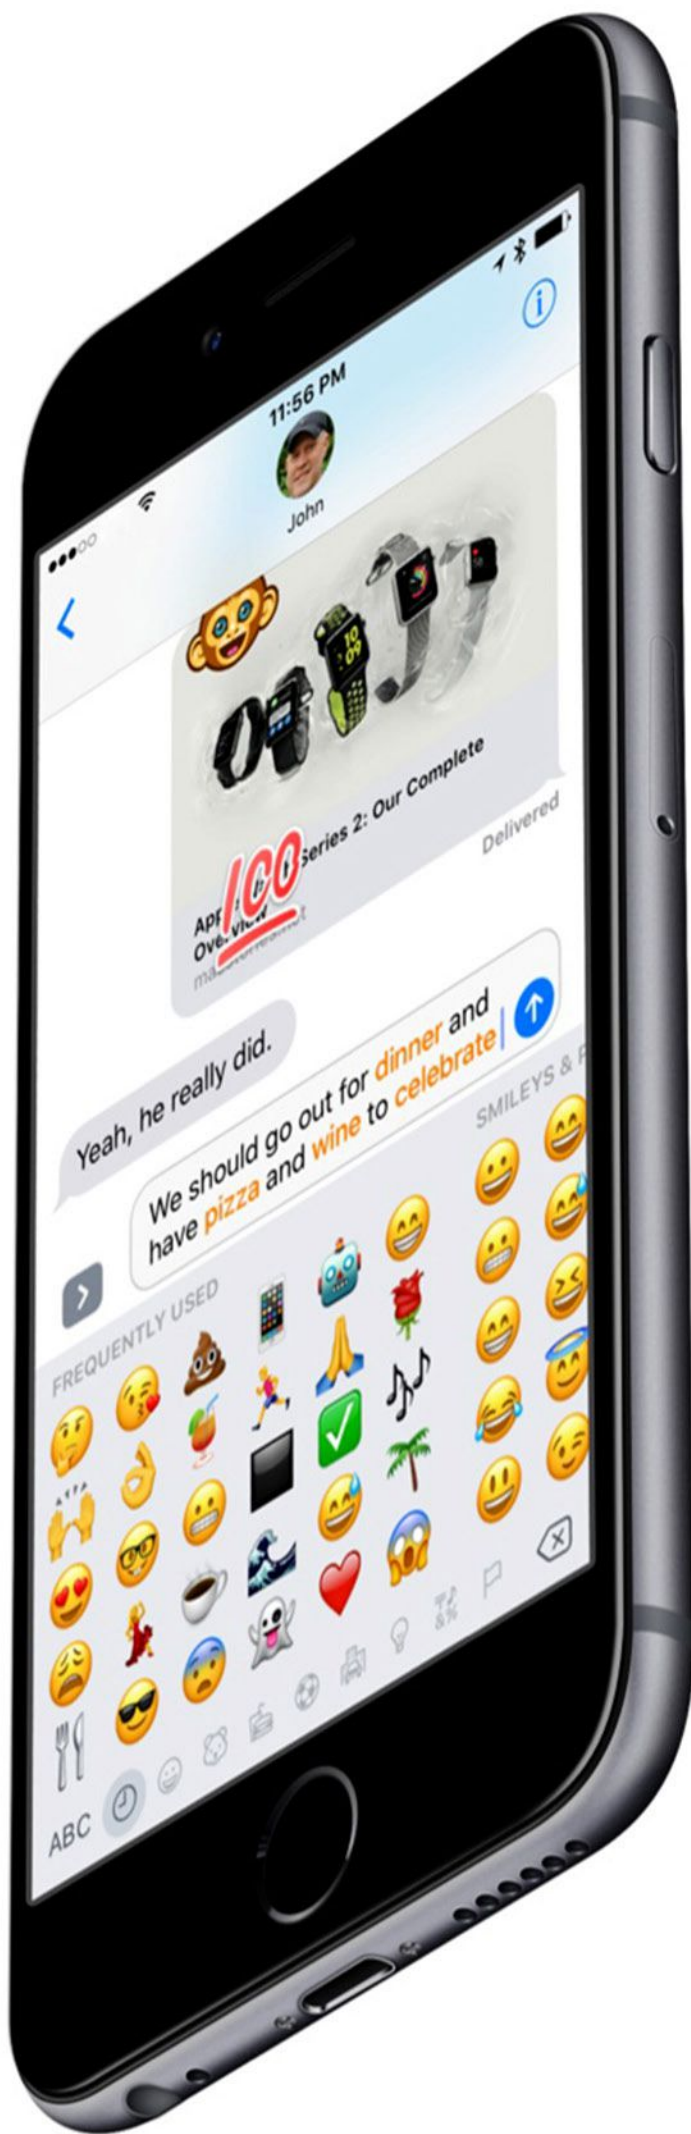 11:56 PM
John
Series 2: Our Complete
Delivered
100
Yeah, he really did.
We should go out for dinner and
have pizza and wine to celebrate
FREQUENTLY USED
SMILEYS &
ABC